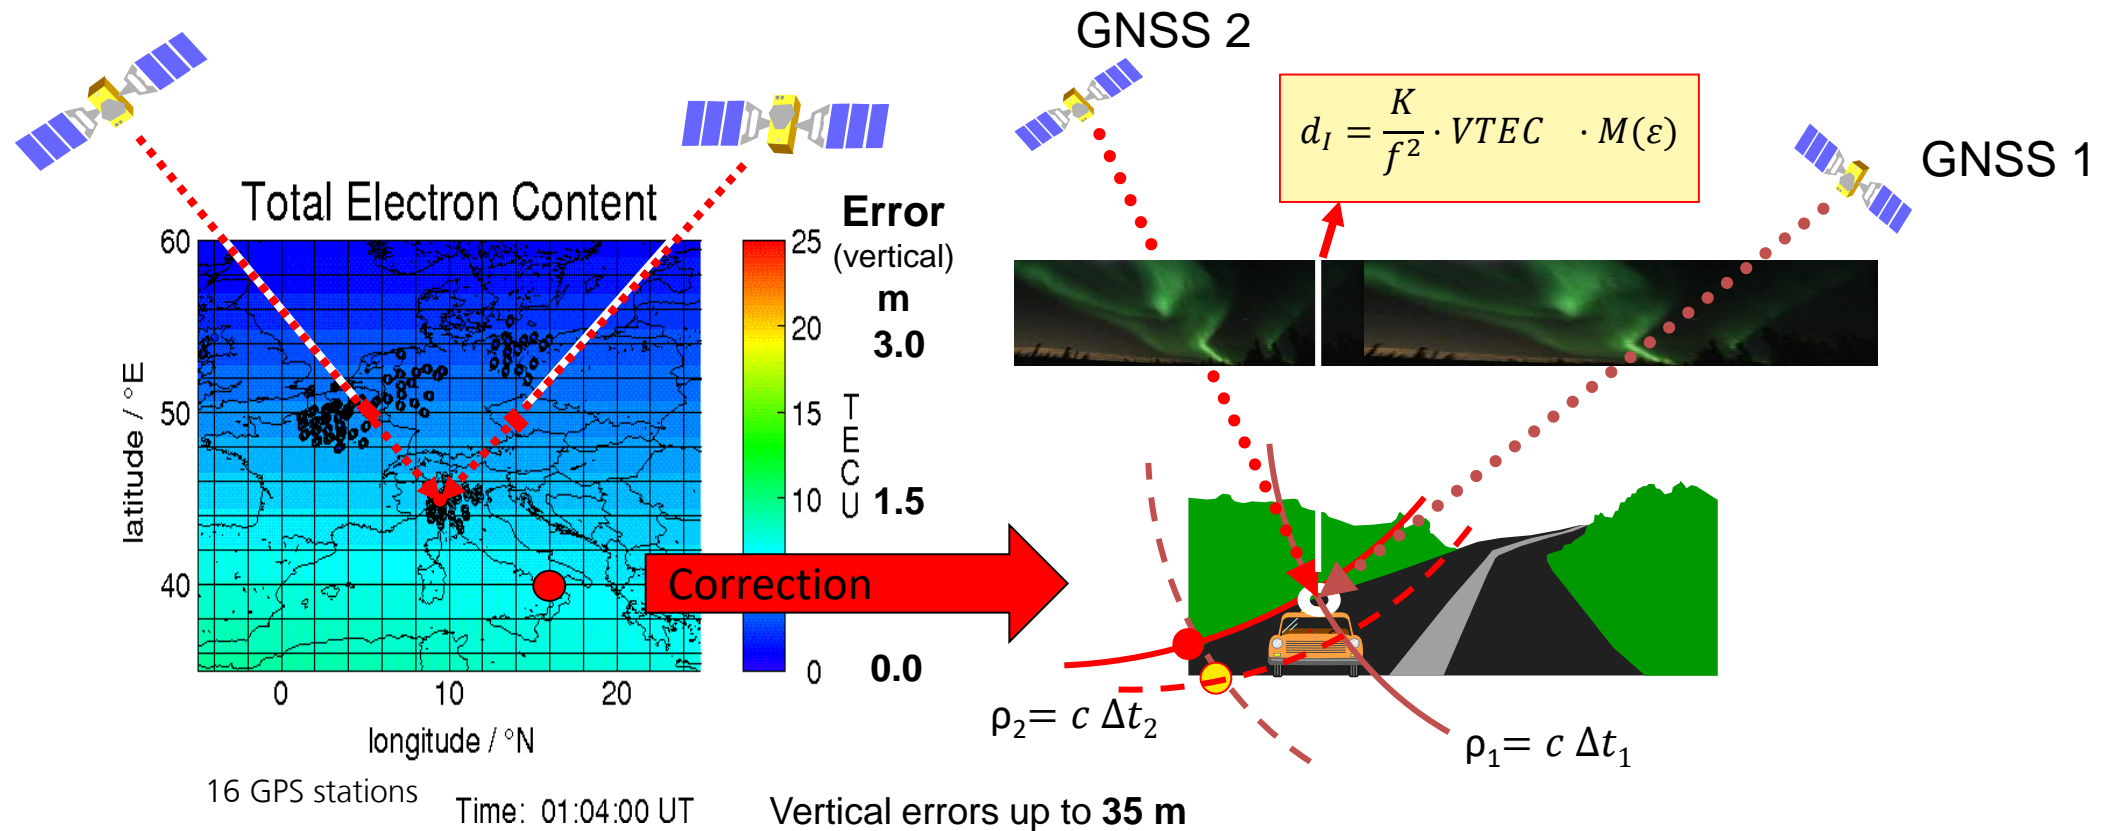 GNSS 2
GNSS 1
d_I = K/f² · VTEC · M(ε)
Total Electron Content
Error
(vertical)
m
3.0
1.5
0.0
60
50
40
latitude / °E
0 10 20
longitude / °N
25
20
15
10
0
TECU
Correction
ρ₂= c Δt₂
ρ₁= c Δt₁
16 GPS stations
Time: 01:04:00 UT
Vertical errors up to 35 m